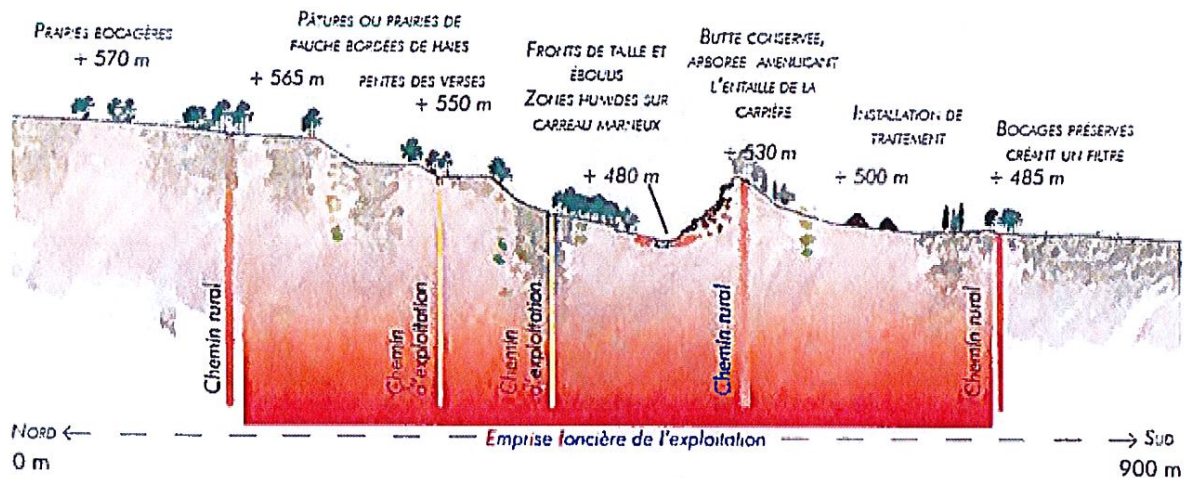 PRAIRIES BOCAGÈRES
+ 570 m
PÂTURES OU PRAIRIES DE
FAUCHE BORDÉES DE HAIES
+ 565 m
PENTES DES VERSES
+ 550 m
FRONTS DE TAILLE ET
ÉBOULIS
ZONES HUMIDES SUR
CARREAU MARNEUX
+ 480 m
BUTTE CONSERVÉE,
ARBORÉE AMENUISANT
L'ENTAILLE DE LA
CARRIÈRE
+ 530 m
INSTALLATION DE
TRAITEMENT
+ 500 m
BOCAGES PRÉSERVÉS
CRÉANT UN FILTRE
+ 485 m
Chemin rural
Chemin
d'exploitation
Chemin
d'exploitation
Chemin rural
Chemin rural
NORD
Emprise foncière de l'exploitation
SUD
0 m
900 m